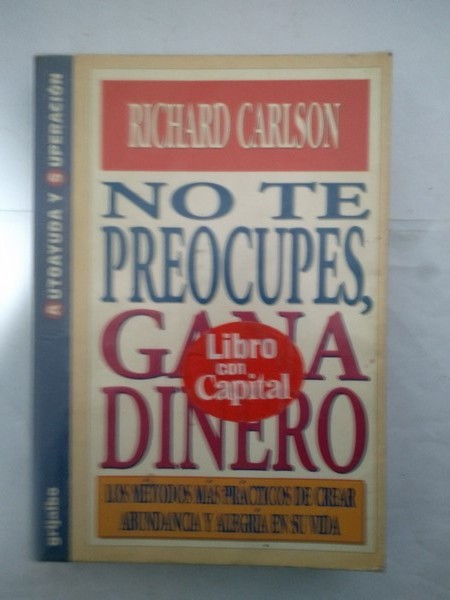 RICHARD CARLSON
NO TE
PREOCUPES,
GANA
DINERO
Libro
con
Capital
LOS MÉTODOS MÁS PRÁCTICOS DE CREAR
ABUNDANCIA Y ALEGRÍA EN SU VIDA
AUTOAYUDA Y SUPERACIÓN
grijalbo